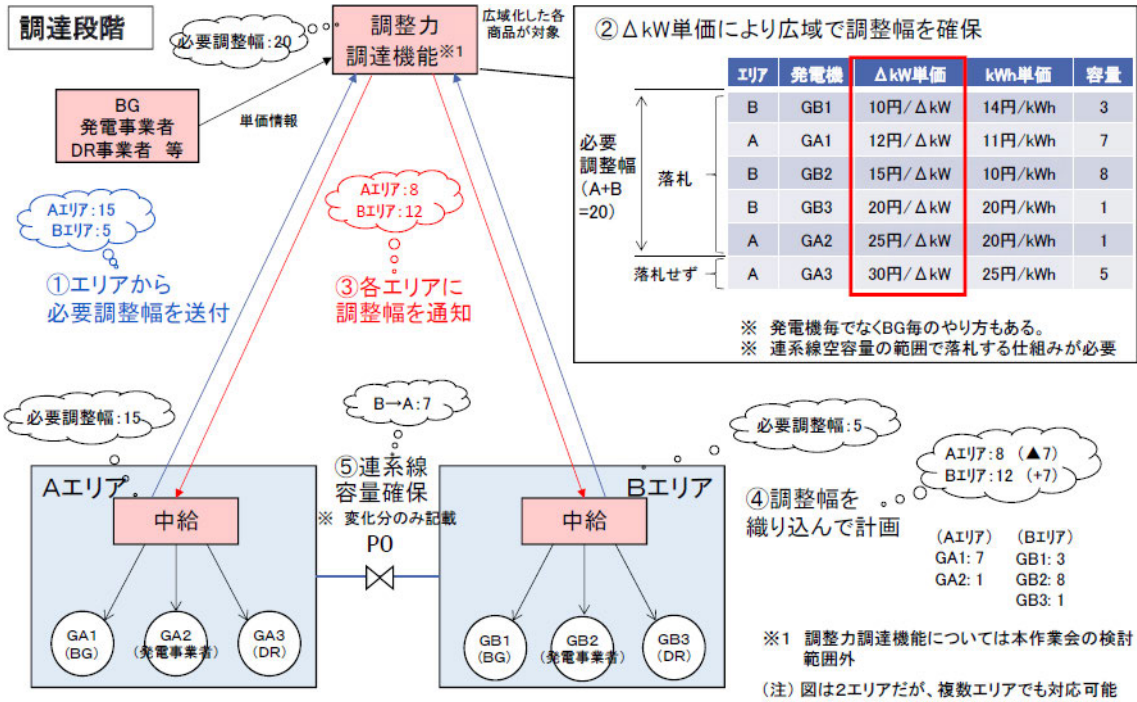 調達段階
必要調整幅:20
調整力
調達機能※1
広域化した各
商品が対象
BG
発電事業者
DR事業者 等
単価情報
②ΔkW単価により広域で調整幅を確保
エリア 発電機 ΔkW単価 kWh単価 容量
B GB1 10円/ΔkW 14円/kWh 3
A GA1 12円/ΔkW 11円/kWh 7
B GB2 15円/ΔkW 10円/kWh 8
B GB3 20円/ΔkW 20円/kWh 1
A GA2 25円/ΔkW 20円/kWh 1
A GA3 30円/ΔkW 25円/kWh 5
必要
調整幅
(A+B
=20)
落札
落札せず
※ 発電機毎でなくBG毎のやり方もある。
※ 連系線空容量の範囲で落札する仕組みが必要
Aエリア:15
Bエリア:5
①エリアから
必要調整幅を送付
Aエリア:8
Bエリア:12
③各エリアに
調整幅を通知
必要調整幅:15
B→A:7
⑤連系線
容量確保
※ 変化分のみ記載
PO
必要調整幅:5
Aエリア:8 (▲7)
Bエリア:12 (+7)
④調整幅を
織り込んで計画
(Aエリア) (Bエリア)
GA1: 7 GB1: 3
GA2: 1 GB2: 8
GB3: 1
Aエリア
中給
GA1
(BG)
GA2
(発電事業者)
GA3
(DR)
Bエリア
中給
GB1
(BG)
GB2
(発電事業者)
GB3
(DR)
※1 調整力調達機能については本作業会の検討
範囲外
(注) 図は2エリアだが、複数エリアでも対応可能